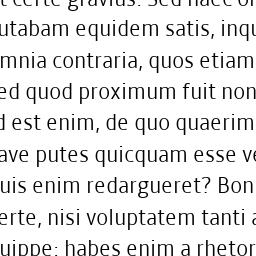 t certe gravius. Sed haec o
utabam equidem satis, inqu
mnia contraria, quos etiam
ed quod proximum fuit non
d est enim, de quo quaerim
ave putes quicquam esse ve
uis enim redargueret? Bon
erte, nisi voluptatem tanti a
uippe: habes enim a rhetor